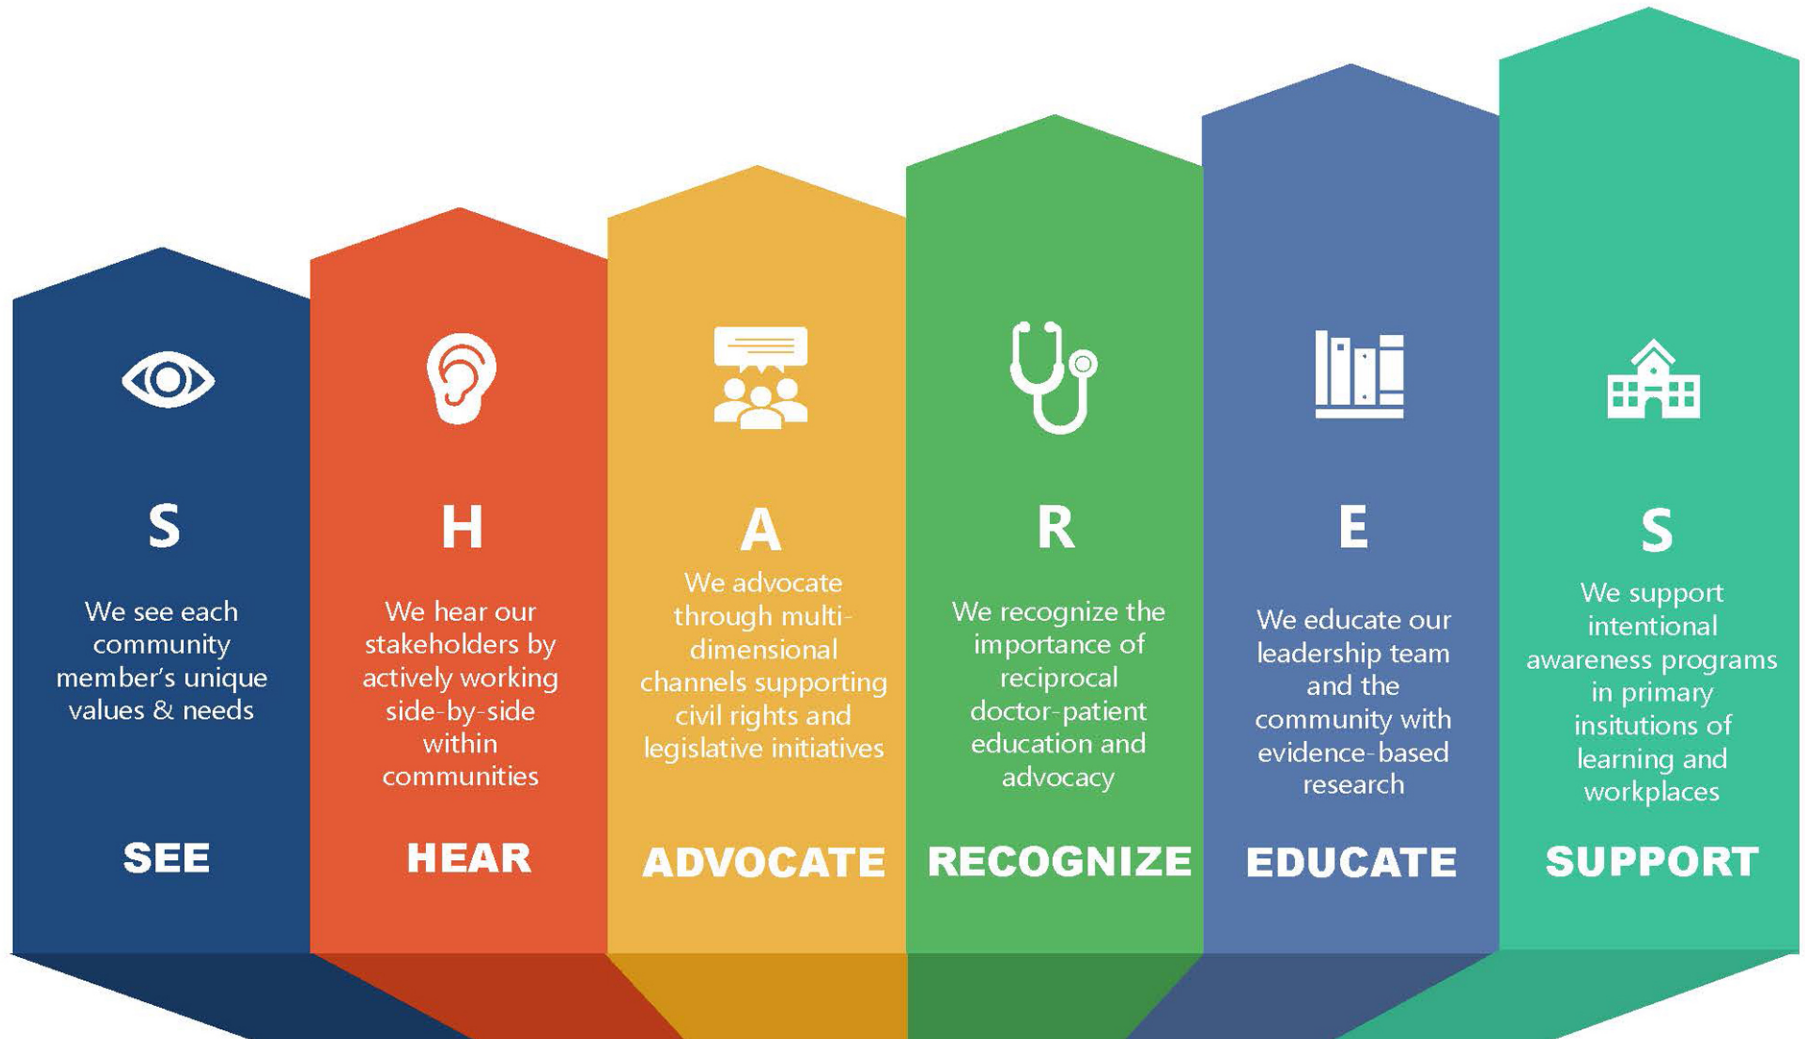 S
We see each
community
member's unique
values & needs
SEE
H
We hear our
stakeholders by
actively working
side-by-side
within
communities
HEAR
A
We advocate
through multi-
dimensional
channels supporting
civil rights and
legislative initiatives
ADVOCATE
R
We recognize the
importance of
reciprocal
doctor-patient
education and
advocacy
RECOGNIZE
E
We educate our
leadership team
and the
community with
evidence-based
research
EDUCATE
S
We support
intentional
awareness programs
in primary
insitutions of
learning and
workplaces
SUPPORT